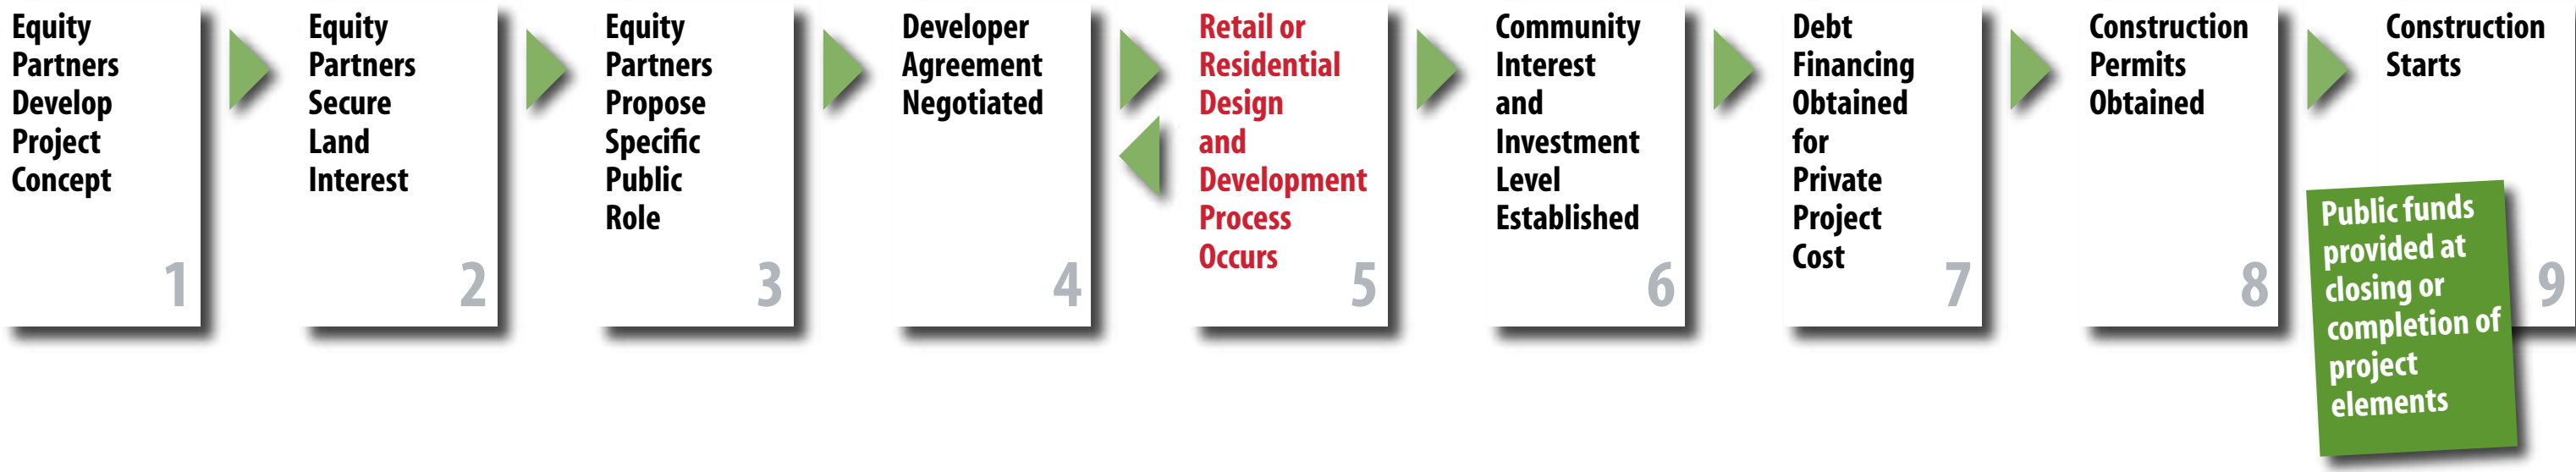 Equity
Partners
Develop
Project
Concept
1
Equity
Partners
Secure
Land
Interest
2
Equity
Partners
Propose
Specific
Public
Role
3
Developer
Agreement
Negotiated
4
Retail or
Residential
Design
and
Development
Process
Occurs
5
Community
Interest
and
Investment
Level
Established
6
Debt
Financing
Obtained
for
Private
Project
Cost
7
Construction
Permits
Obtained
8
Construction
Starts
9
Public funds
provided at
closing or
completion of
project
elements